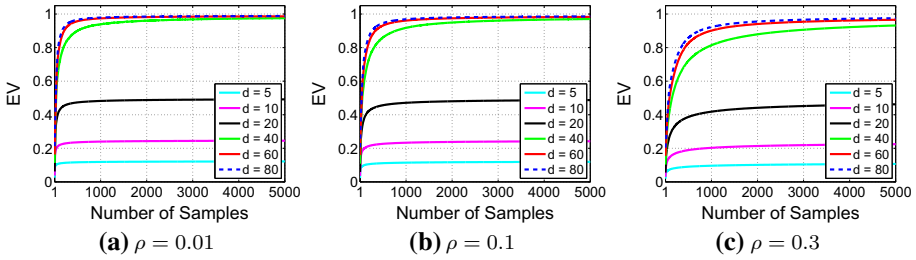 EV
1
0.8
0.6
0.4
0.2
0
1 1000 2000 3000 4000 5000
Number of Samples
d = 5
d = 10
d = 20
d = 40
d = 60
d = 80
(a) ρ = 0.01
EV
1
0.8
0.6
0.4
0.2
0
1 1000 2000 3000 4000 5000
Number of Samples
d = 5
d = 10
d = 20
d = 40
d = 60
d = 80
(b) ρ = 0.1
EV
1
0.8
0.6
0.4
0.2
0
1 1000 2000 3000 4000 5000
Number of Samples
d = 5
d = 10
d = 20
d = 40
d = 60
d = 80
(c) ρ = 0.3